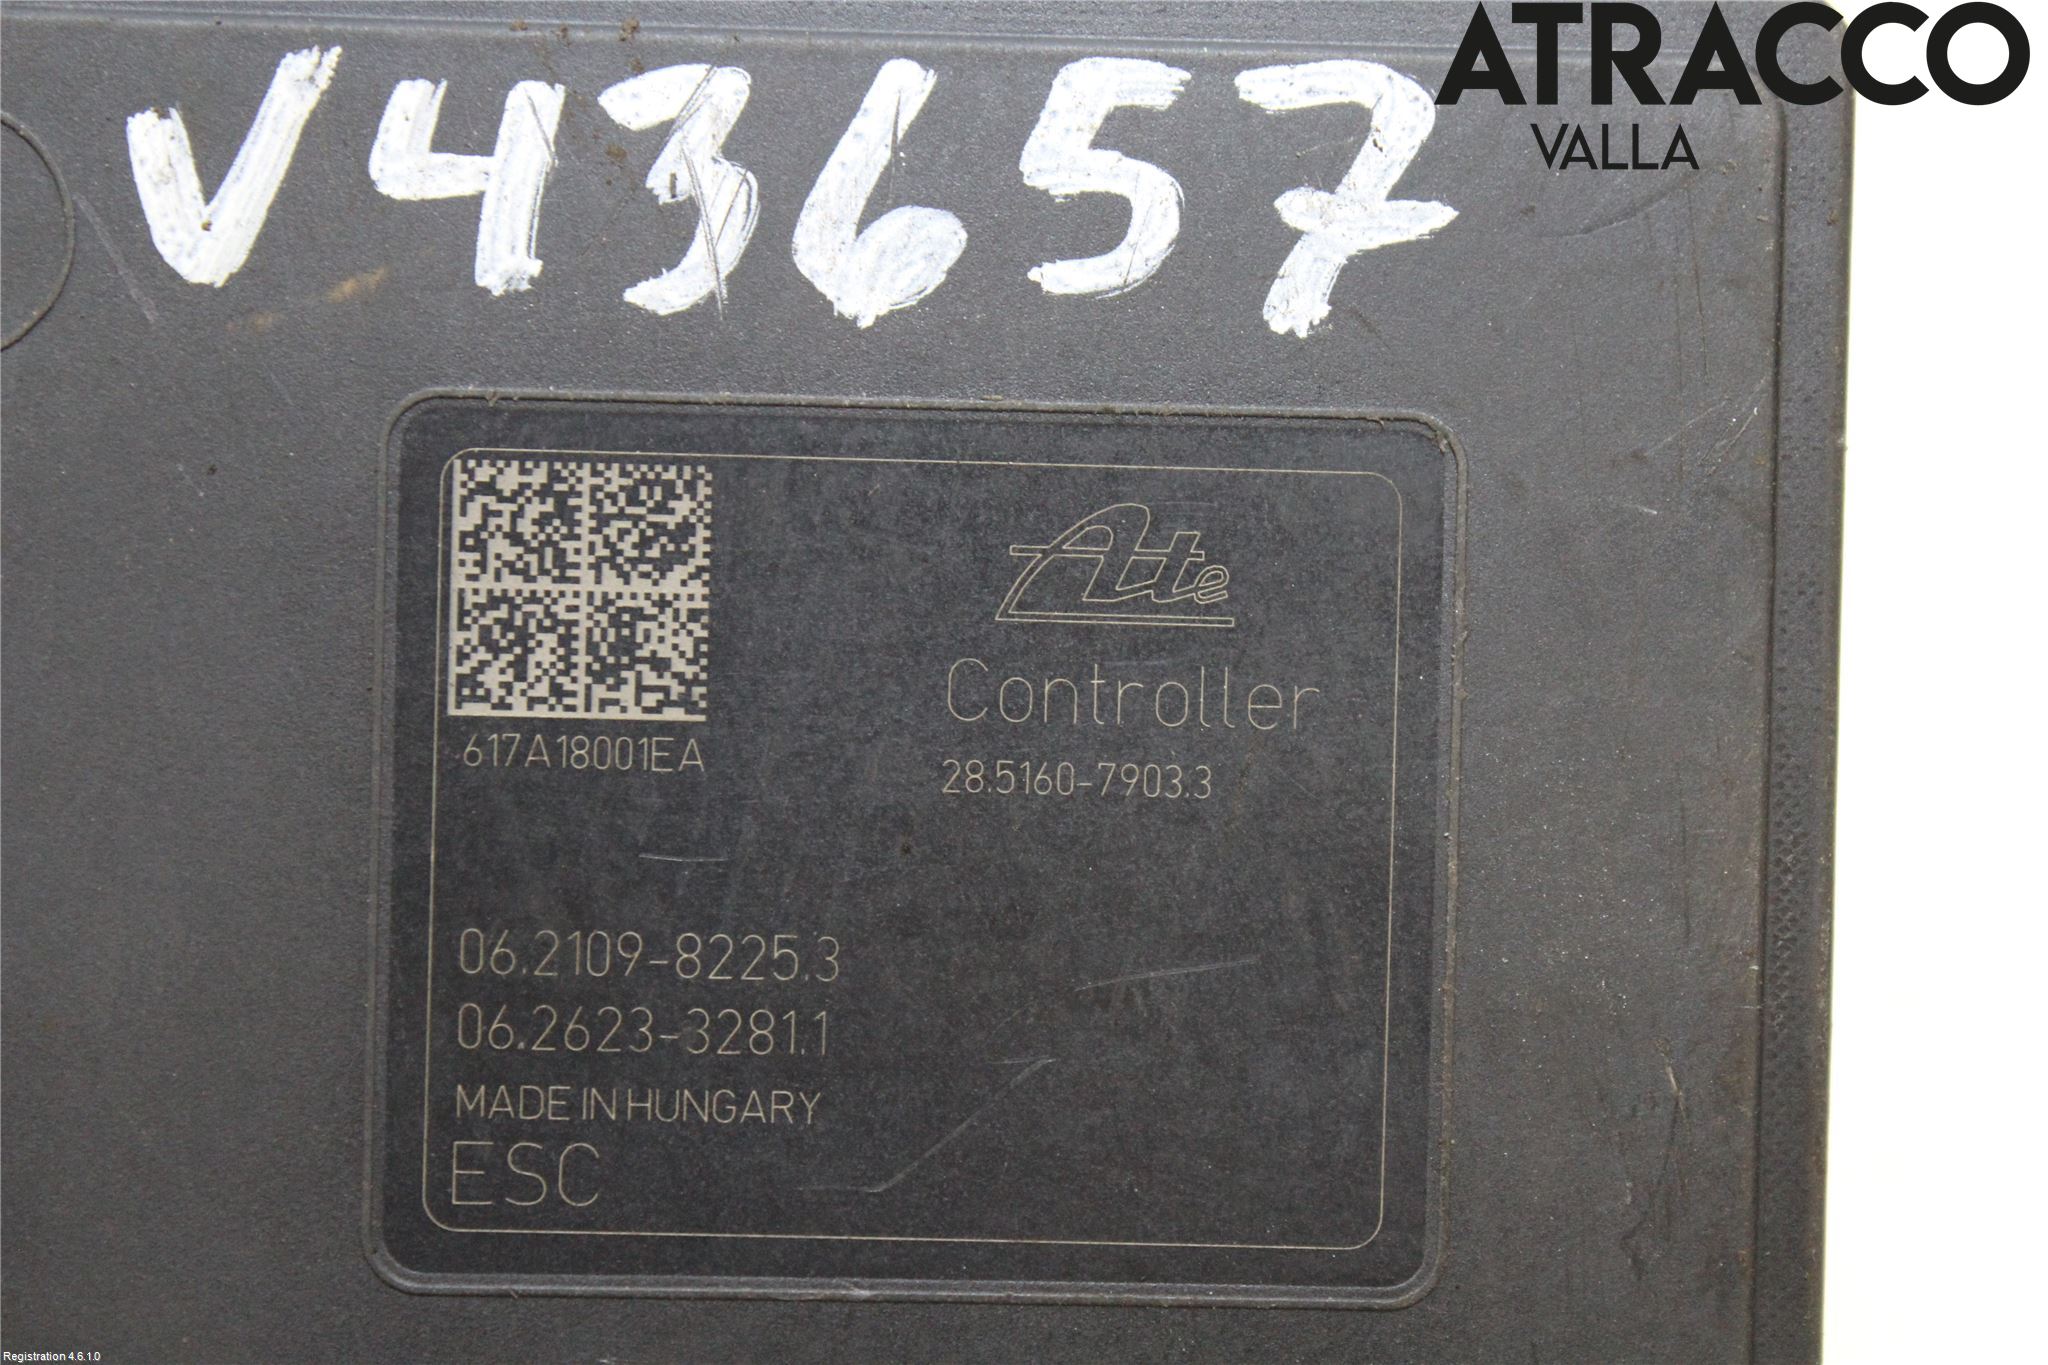 ATRACCO
VALLA
V43657
Ate
617A18001EA
Controller
28.5160-7903.3
06.2109-8225.3
06.2623-3281.1
MADE IN HUNGARY
ESC
Registration 4.6.1.0